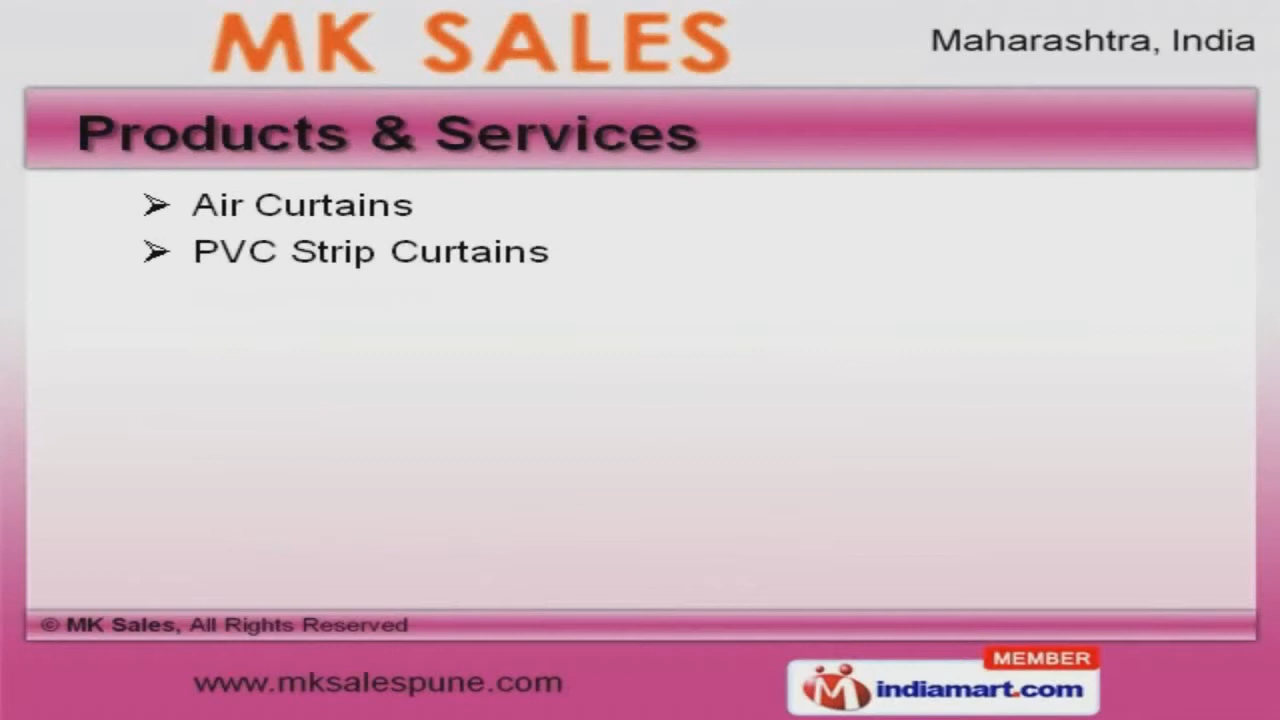 MK SALES
Maharashtra, India
Products & Services
➢ Air Curtains
➢ PVC Strip Curtains
© MK Sales, All Rights Reserved
www.mksalespune.com
MEMBER
indiamart.com